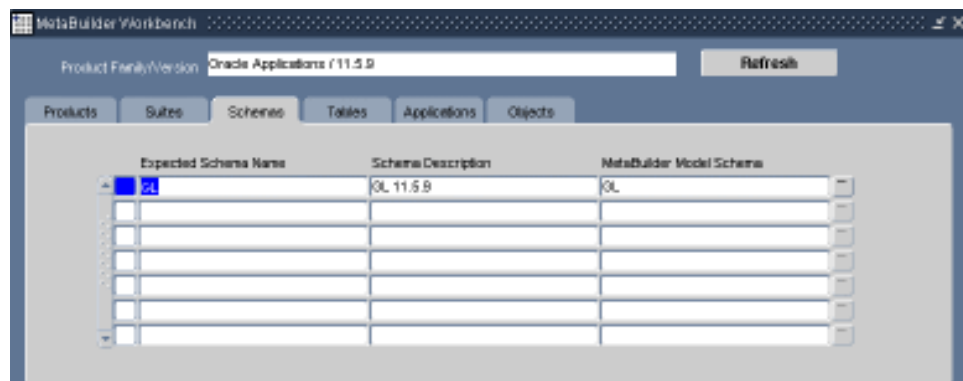 MetaBuilder Workbench
Product Family/Version Oracle Applications / 11.5.9 Refresh
Products Suites Schemas Tables Applications Objects
Expected Schema Name Schema Description MetaBuilder Model Schema
GL GL 11.5.9 GL